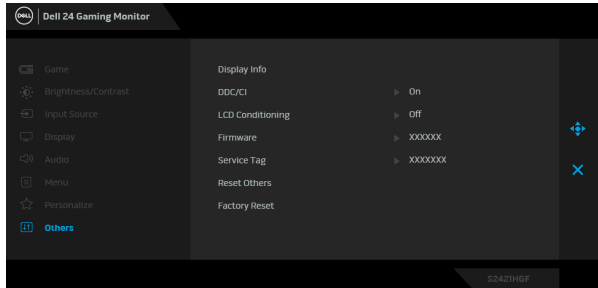 DELL Dell 24 Gaming Monitor
Game
Brightness/Contrast
Input Source
Display
Audio
Menu
Personalize
Others
Display Info
DDC/CI On
LCD Conditioning Off
Firmware XXXXXX
Service Tag XXXXXXX
Reset Others
Factory Reset
S2421HGF